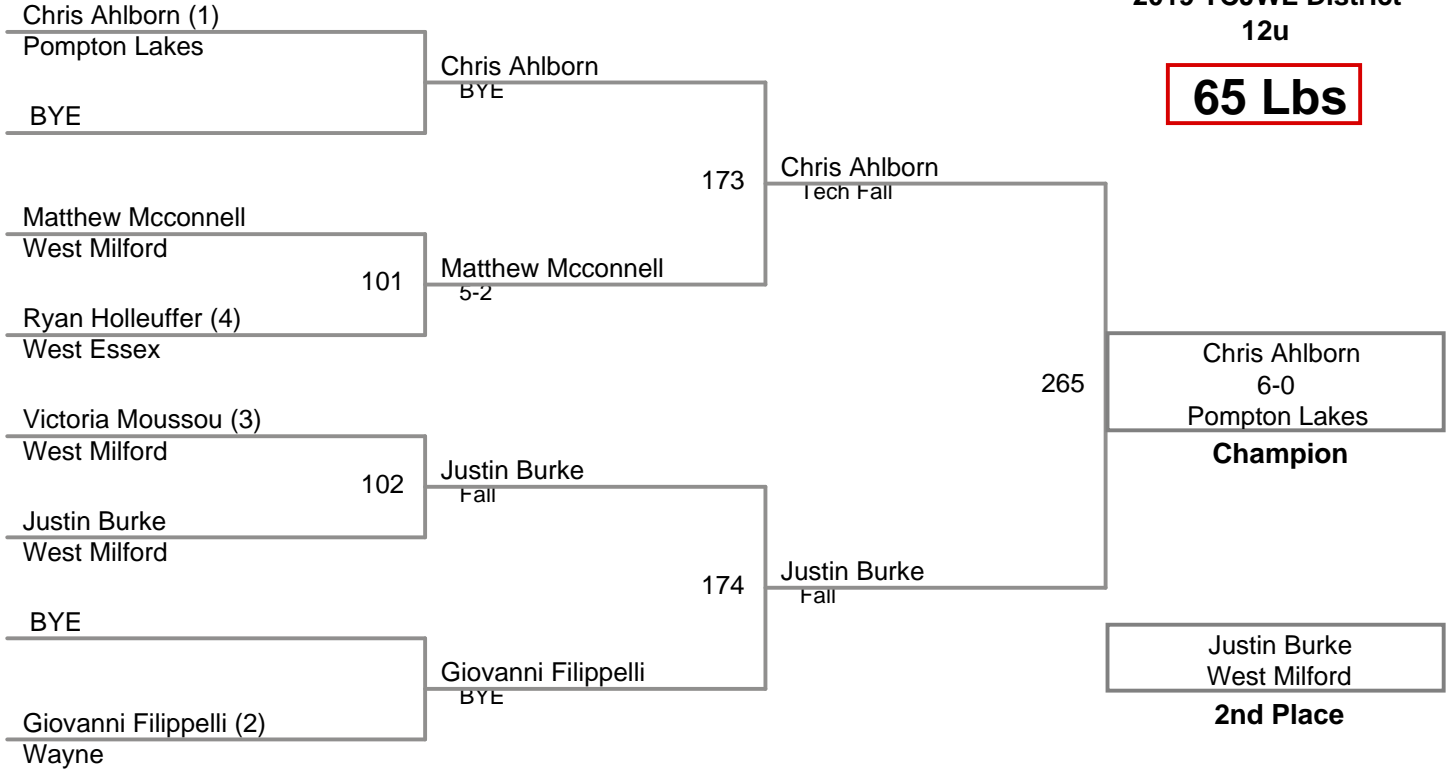 2019 TCJWL District
12u
65 Lbs
Chris Ahlborn (1)
Pompton Lakes
BYE
Matthew Mcconnell
West Milford
101
Ryan Holleuffer (4)
West Essex
Victoria Moussou (3)
West Milford
102
Justin Burke
West Milford
BYE
Giovanni Filippelli (2)
Wayne
Chris Ahlborn
BYE
173
Matthew Mcconnell
5-2
Justin Burke
Fall
174
Giovanni Filippelli
BYE
Chris Ahlborn
Tech Fall
265
Justin Burke
Fall
Chris Ahlborn
6-0
Pompton Lakes
Champion
Justin Burke
West Milford
2nd Place